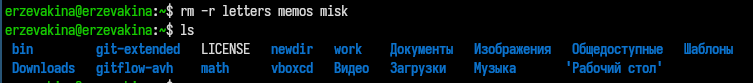 erzevakina@erzevakina:~$ rm -r letters memos misk
erzevakina@erzevakina:~$ ls
bin git-extended LICENSE newdir work Документы Изображения Общедоступные Шаблоны
Downloads gitflow-avh math vboxcd Видео Загрузки Музыка 'Рабочий стол'